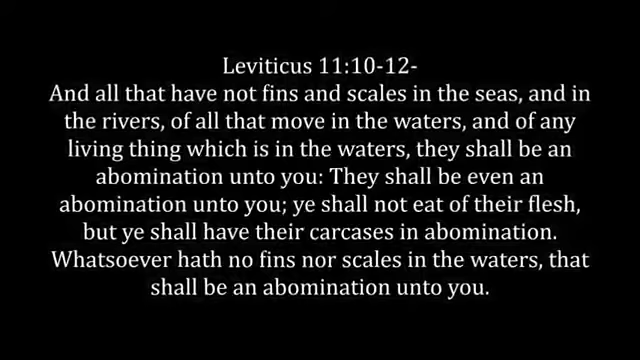 Leviticus 11:10-12-
And all that have not fins and scales in the seas, and in
the rivers, of all that move in the waters, and of any
living thing which is in the waters, they shall be an
abomination unto you: They shall be even an
abomination unto you; ye shall not eat of their flesh,
but ye shall have their carcases in abomination.
Whatsoever hath no fins nor scales in the waters, that
shall be an abomination unto you.